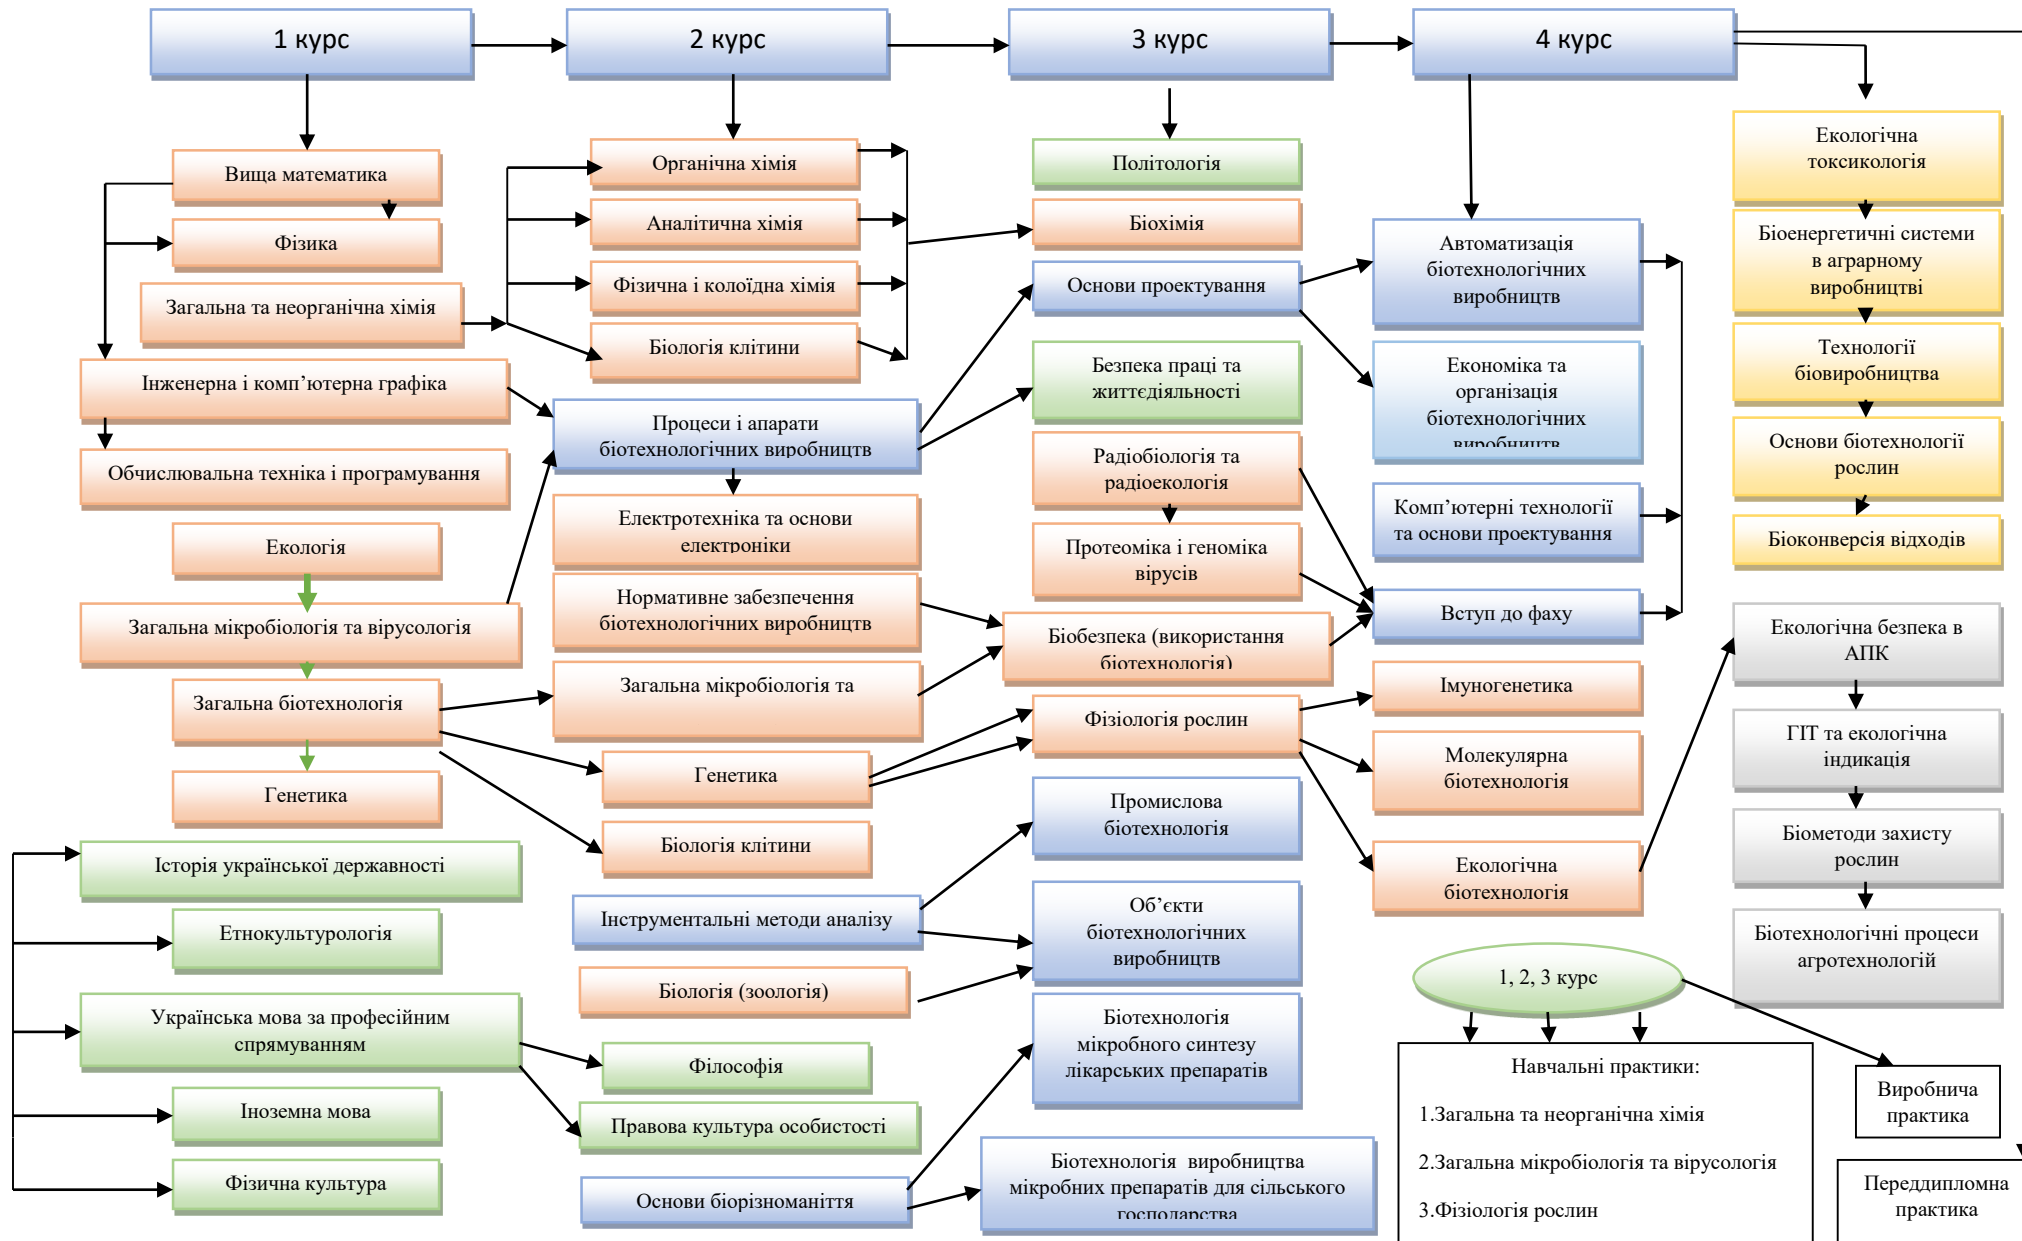 1 курс
2 курс
3 курс
4 курс
Вища математика
Фізика
Загальна та неорганічна хімія
Інженерна і комп’ютерна графіка
Обчислювальна техніка і програмування
Екологія
Загальна мікробіологія та вірусологія
Загальна біотехнологія
Генетика
Історія української державності
Етнокультурологія
Українська мова за професійним
спрямуванням
Іноземна мова
Фізична культура
Органічна хімія
Аналітична хімія
Фізична і колоїдна хімія
Біологія клітини
Процеси і апарати
біотехнологічних виробництв
Електротехніка та основи
електроніки
Нормативне забезпечення
біотехнологічних виробництв
Загальна мікробіологія та
Генетика
Біологія клітини
Інструментальні методи аналізу
Біологія (зоологія)
Філософія
Правова культура особистості
Основи біорізноманіття
Політологія
Біохімія
Основи проектування
Безпека праці та
життєдіяльності
Радіобіологія та
радіоекологія
Протеоміка і геноміка
вірусів
Біобезпека (використання
біотехнологія)
Фізіологія рослин
Промислова
біотехнологія
Об’єкти
біотехнологічних
виробництв
Біотехнологія
мікробного синтезу
лікарських препаратів
Біотехнологія виробництва
мікробних препаратів для сільського
господарства
Автоматизація
біотехнологічних
виробництв
Економіка та
організація
біотехнологічних
виробництв
Комп’ютерні технології
та основи проектування
Вступ до фаху
Імуногенетика
Молекулярна
біотехнологія
Екологічна
біотехнологія
1, 2, 3 курс
Навчальні практики:
1.Загальна та неорганічна хімія
2.Загальна мікробіологія та вірусологія
3.Фізіологія рослин
Екологічна
токсикологія
Біоенергетичні системи
в аграрному
виробництві
Технології
біовиробництва
Основи біотехнології
рослин
Біоконверсія відходів
Екологічна безпека в
АПК
ГІТ та екологічна
індикація
Біометоди захисту
рослин
Біотехнологічні процеси
агротехнологій
Виробнича
практика
Переддипломна
практика